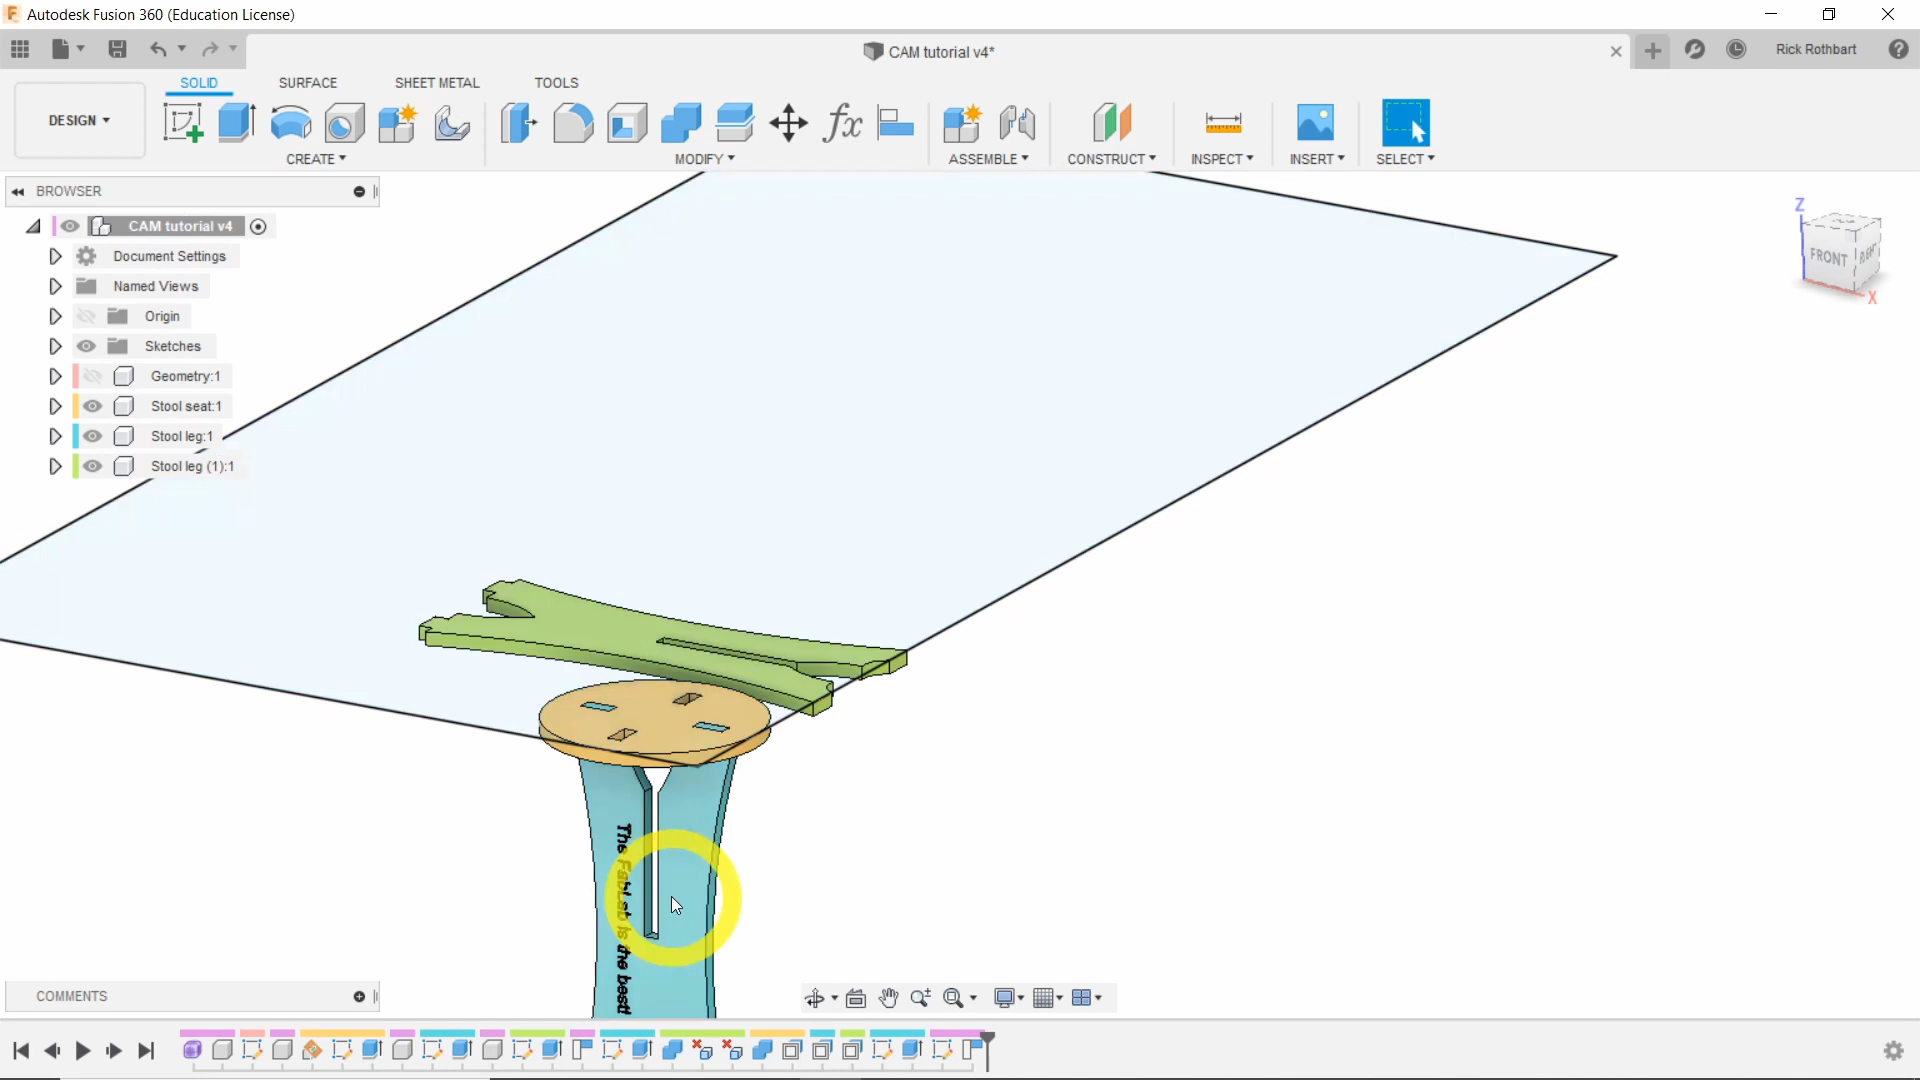 Autodesk Fusion 360 (Education License)
CAM tutorial v4*
Rick Rothbart
DESIGN
SOLID
SURFACE
SHEET METAL
TOOLS
CREATE
MODIFY
ASSEMBLE
CONSTRUCT
INSPECT
INSERT
SELECT
BROWSER
CAM tutorial v4
Document Settings
Named Views
Origin
Sketches
Geometry:1
Stool seat:1
Stool leg:1
Stool leg (1):1
Z
FRONT
RIGHT
X
The FabLab is the best!
COMMENTS